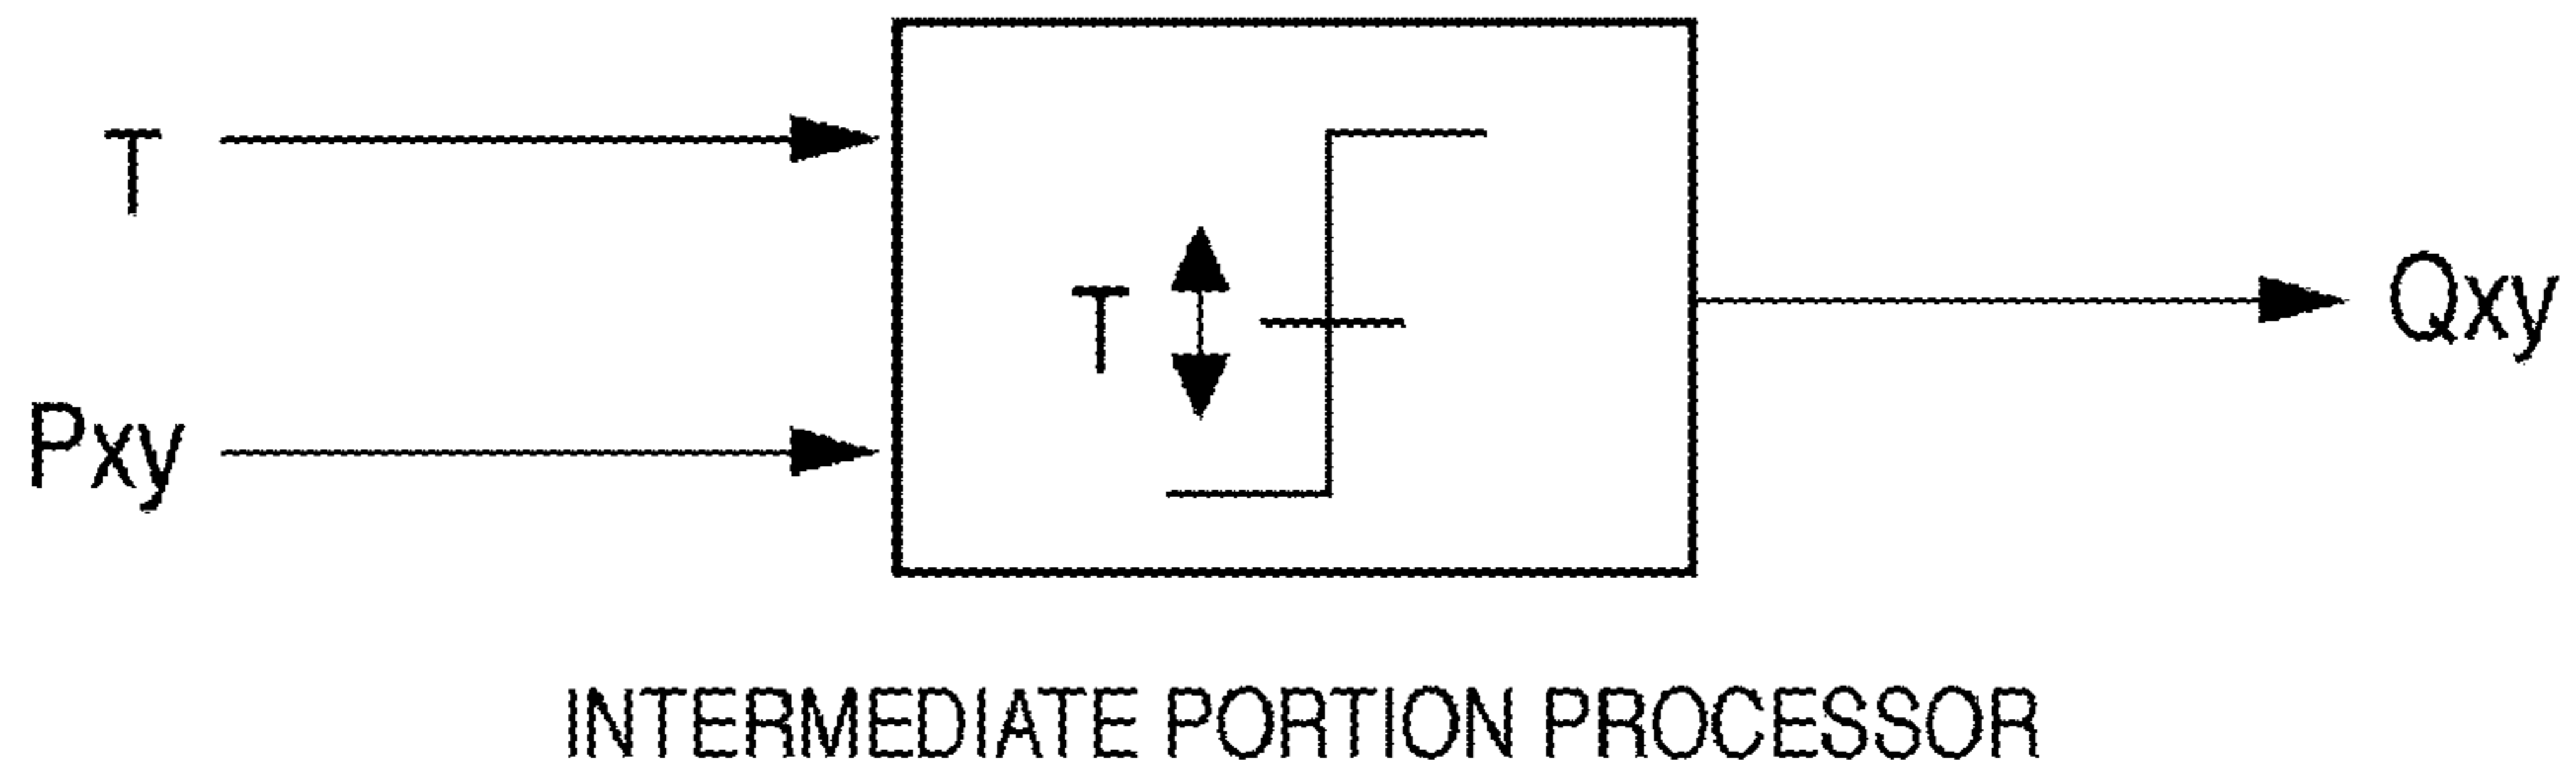 T
T
Pxy
Qxy
INTERMEDIATE PORTION PROCESSOR